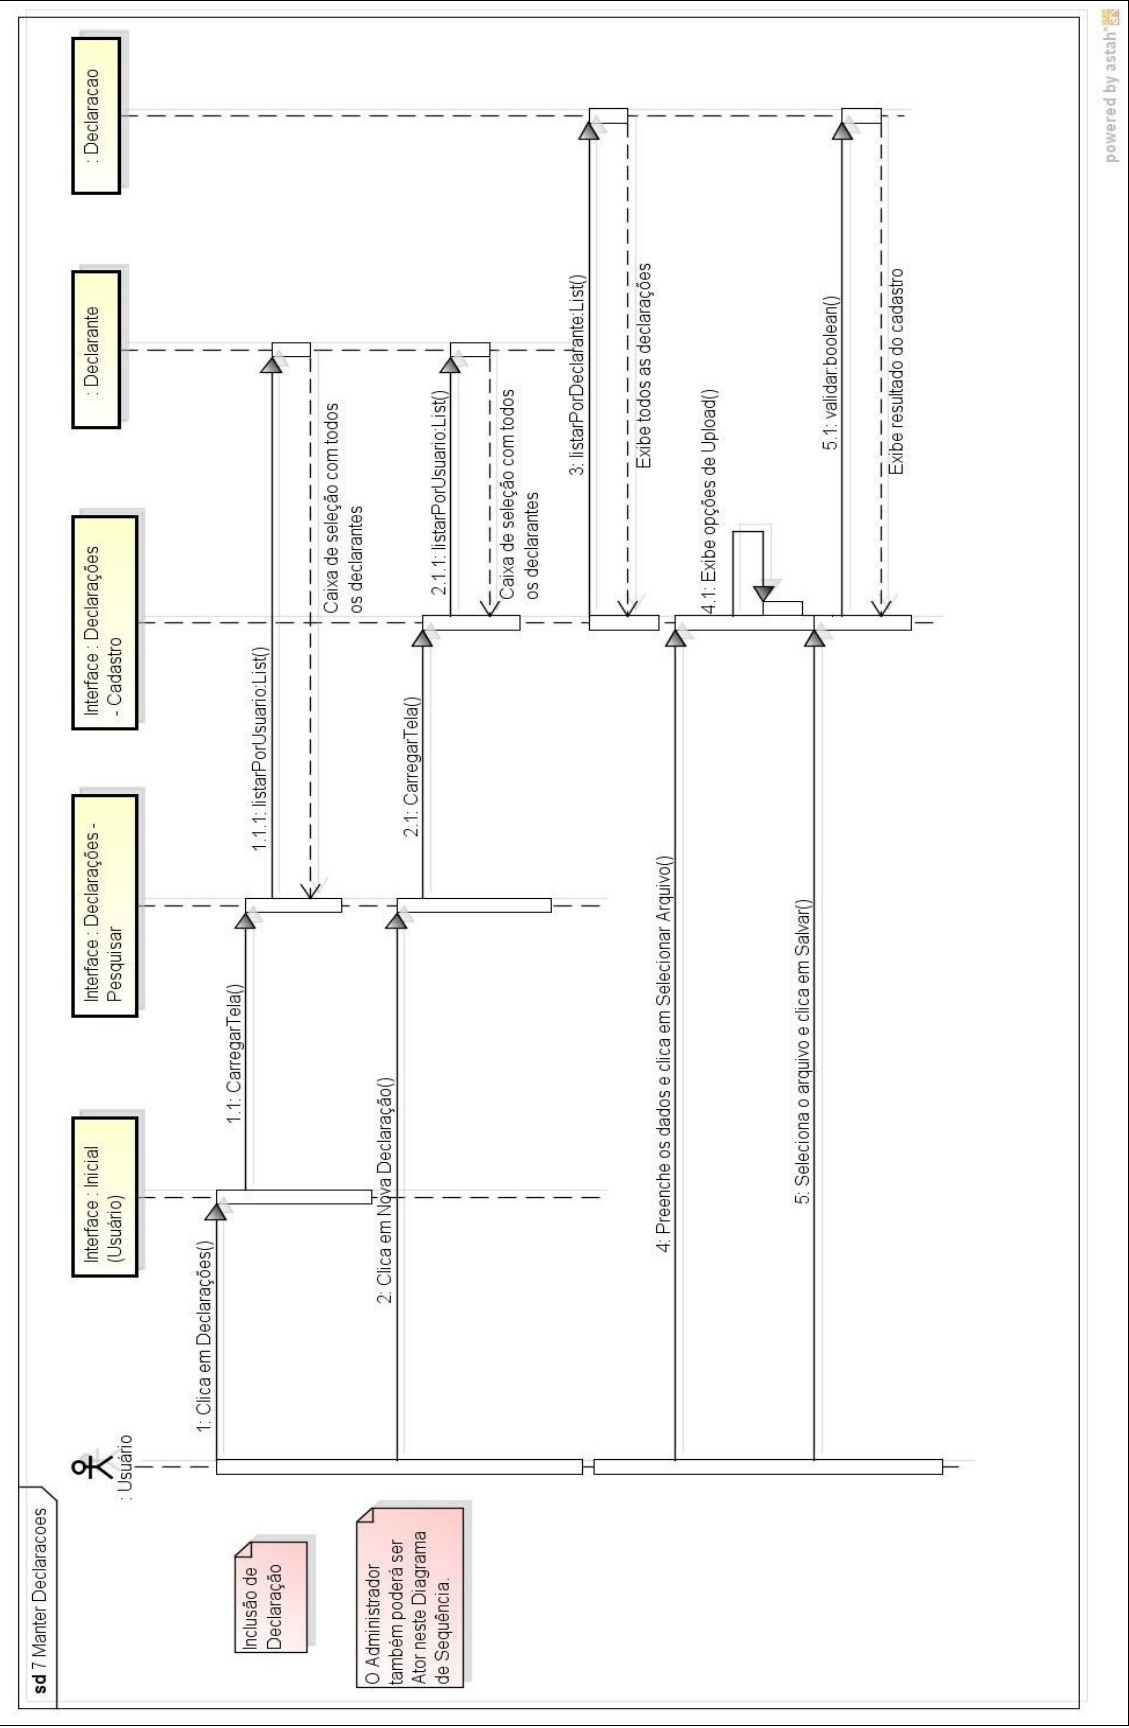 sd 7 Manter Declaracoes
: Usuário
Interface : Inicial
(Usuário)
Interface : Declarações -
Pesquisar
Interface : Declarações
- Cadastro
: Declarante
: Declaracao
Inclusão de
Declaração
O Administrador
também poderá ser
Ator neste Diagrama
de Sequência.
1: Clica em Declarações()
1.1: CarregarTela()
1.1.1: listarPorUsuario:List()
Caixa de seleção com todos
os declarantes
2: Clica em Nova Declaração()
2.1: CarregarTela()
2.1.1: listarPorUsuario:List()
Caixa de seleção com todos
os declarantes
3: listarPorDeclarante:List()
Exibe todos as declarações
4: Preenche os dados e clica em Selecionar Arquivo()
4.1: Exibe opções de Upload()
5: Seleciona o arquivo e clica em Salvar()
5.1: validar:boolean()
Exibe resultado do cadastro
powered by astah*